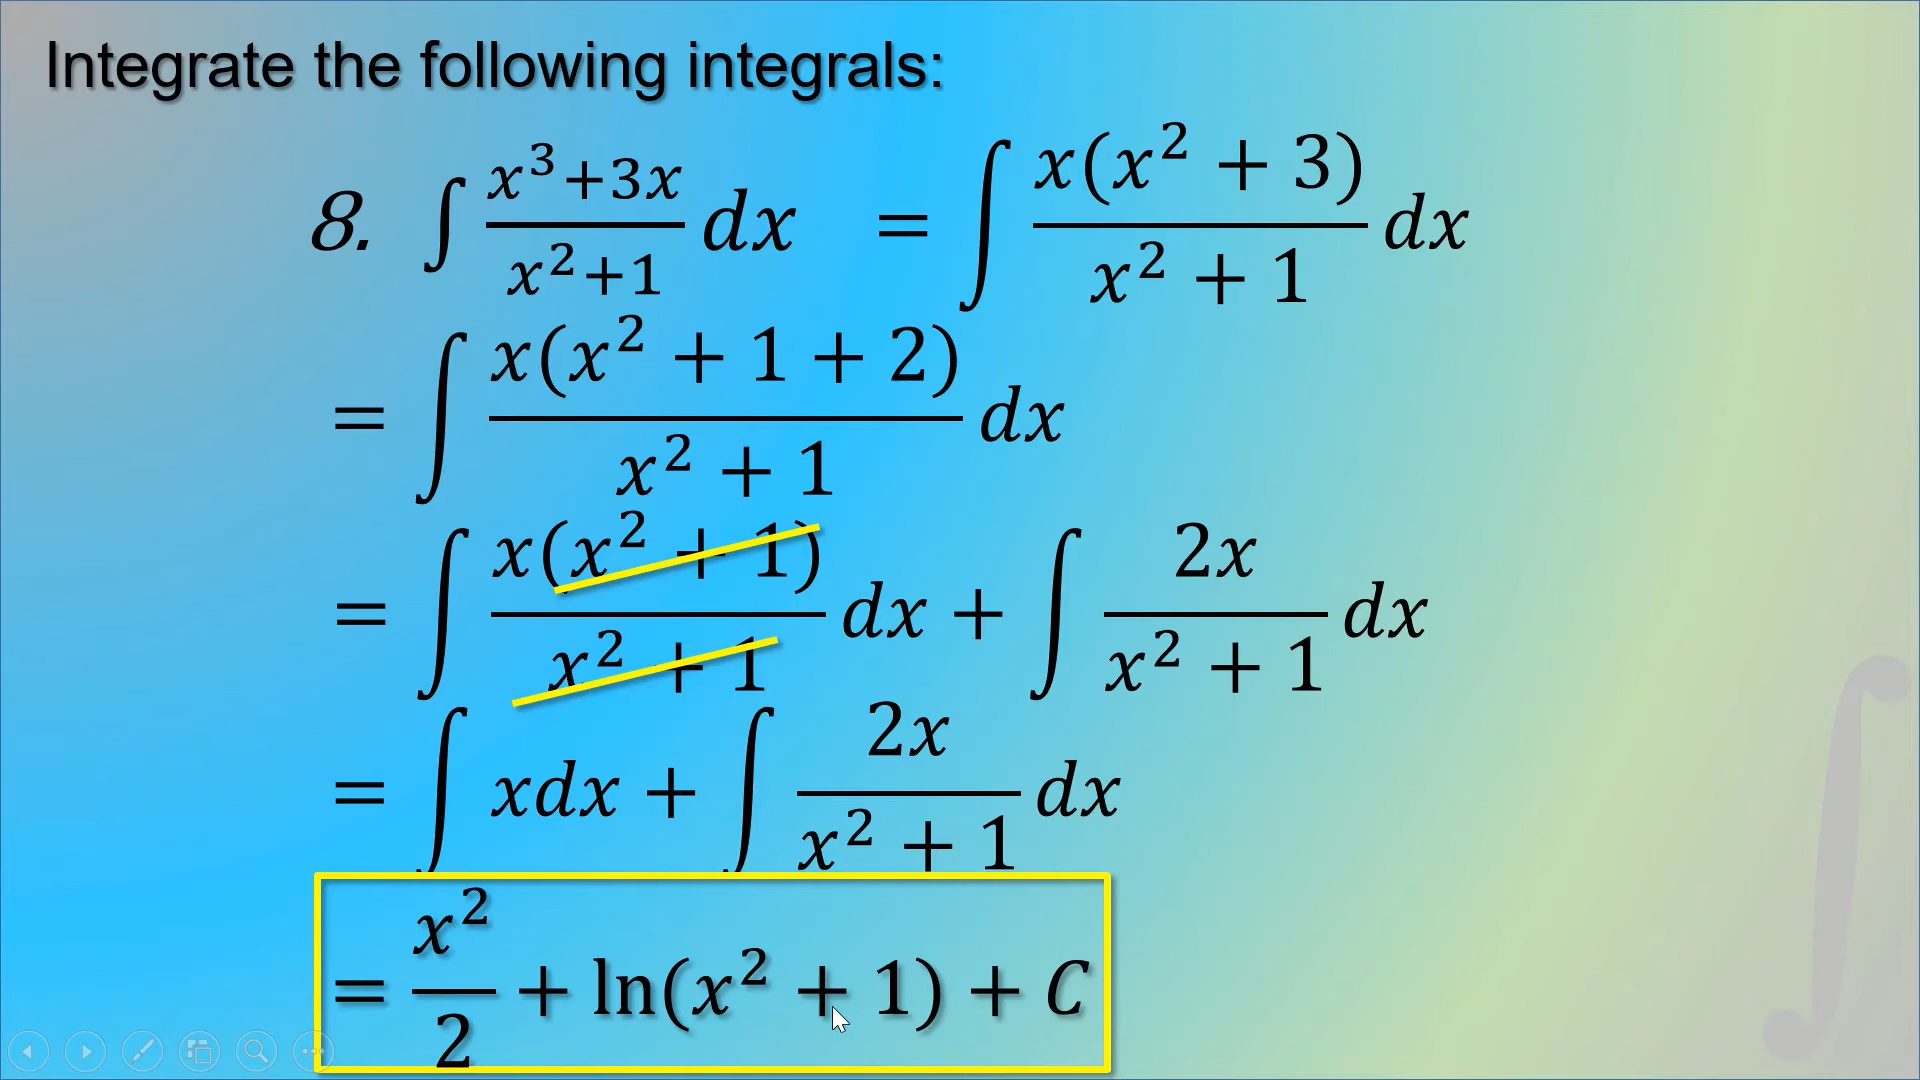 Integrate the following integrals:
8. ∫ (x³+3x)/(x²+1) dx = ∫ x(x² + 3)/(x² + 1) dx
= ∫ x(x² + 1 + 2)/(x² + 1) dx
= ∫ x(x² + 1)/(x² + 1) dx + ∫ 2x/(x² + 1) dx
= ∫ xdx + ∫ 2x/(x² + 1) dx
= x²/2 + ln(x² + 1) + C